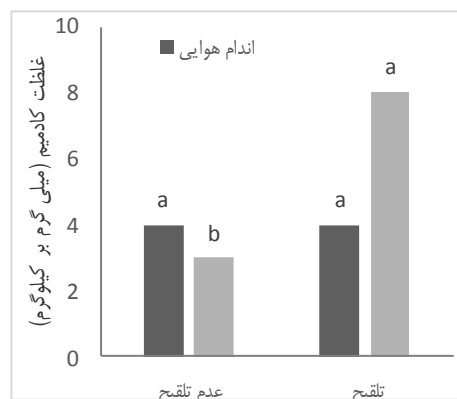 غلظت کادمیم (میلی گرم بر کیلوگرم)
10
8
6
4
2
0
اندام هوایی
a
b
a
a
عدم تلقیح
تلقیح